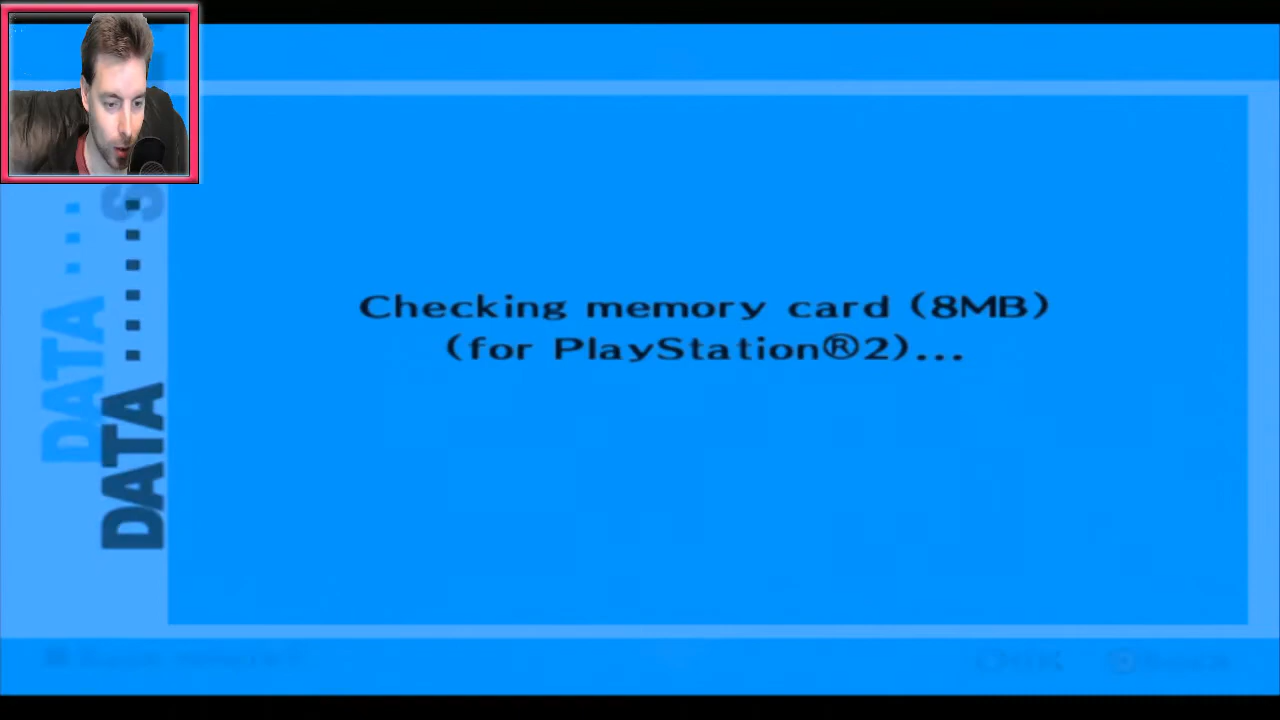 Checking memory card (8MB)
(for PlayStation®2)...
DATA ...
DATA ......